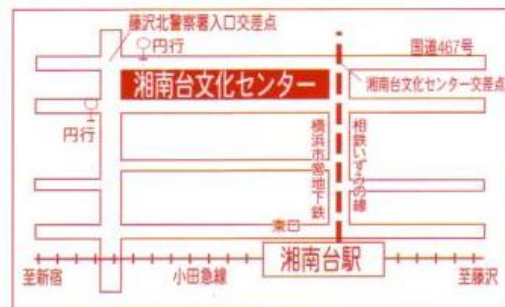 藤沢北警察署入口交差点
円行
国道467号
湘南台文化センター
湘南台文化センター交差点
円行
横浜市営地下鉄
相鉄いずみの線
東口
湘南台駅
至新宿
小田急線
至藤沢